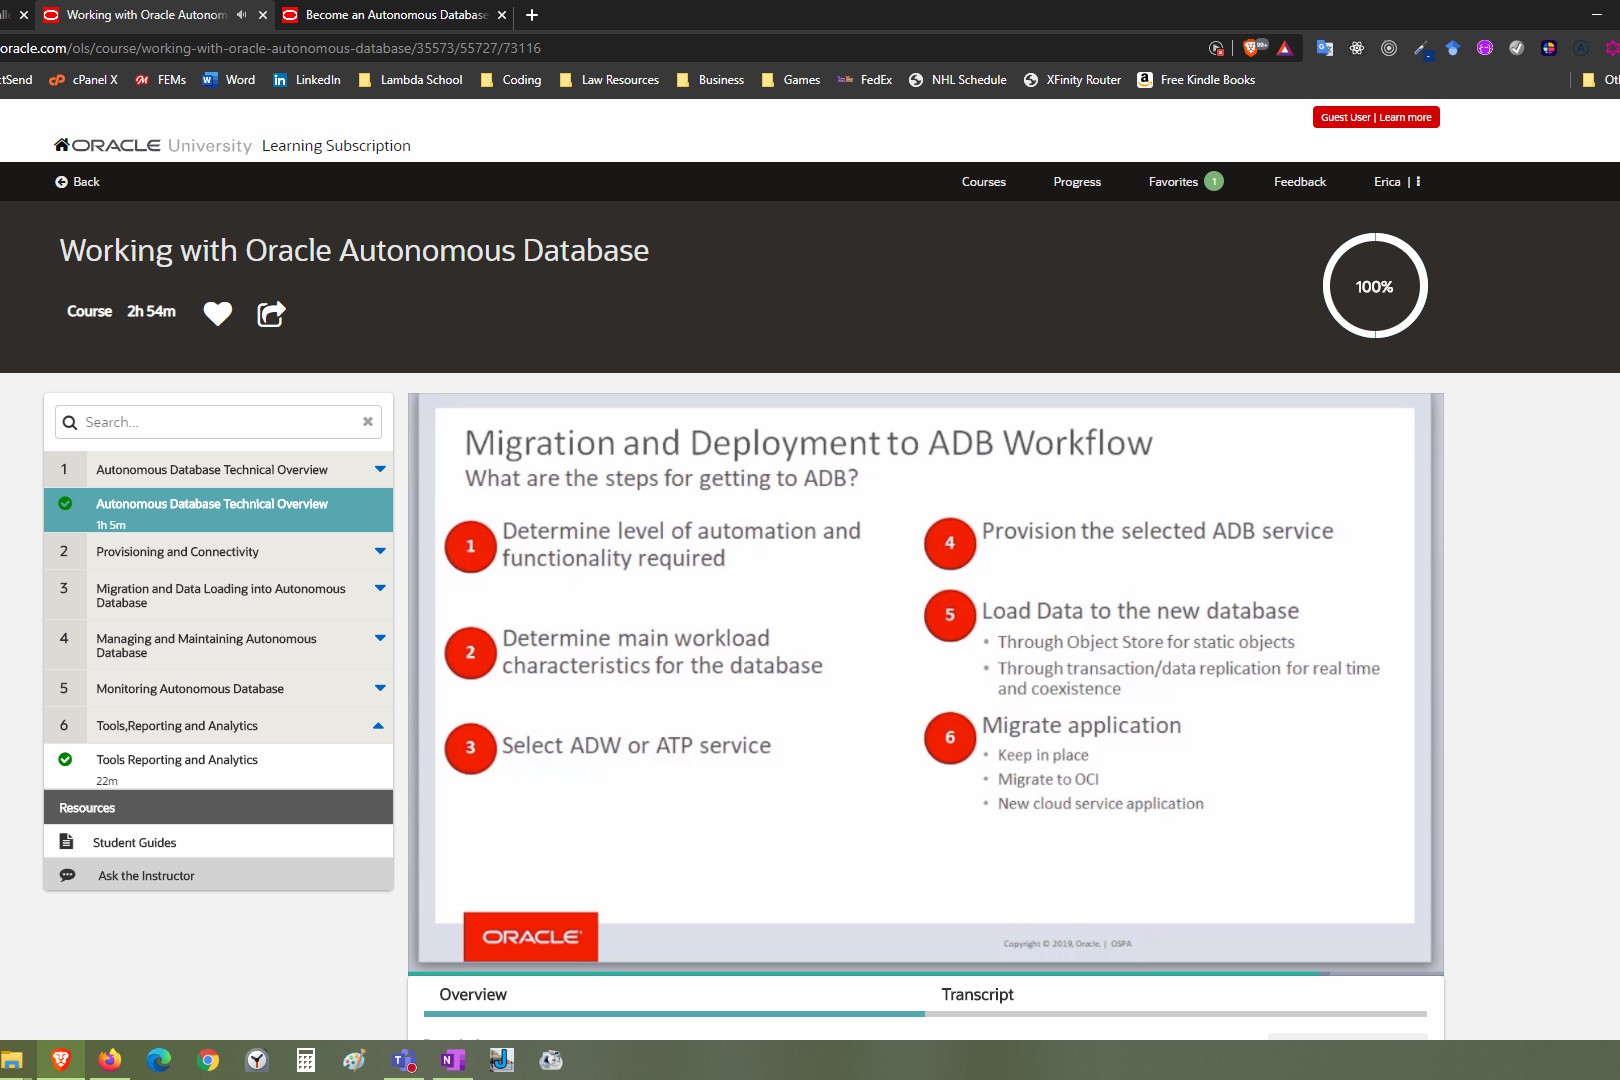 Working with Oracle Autonom
Become an Autonomous Database
oracle.com/ols/course/working-with-oracle-autonomous-database/35573/55727/73116
99+
ctSend
cPanel X
FEMs
Word
LinkedIn
Lambda School
Coding
Law Resources
Business
Games
FedEx
NHL Schedule
XFinity Router
Free Kindle Books
Guest User | Learn more
ORACLE University Learning Subscription
Back
Courses
Progress
Favorites 1
Feedback
Erica |
Working with Oracle Autonomous Database
Course 2h 54m
100%
Search...
1 Autonomous Database Technical Overview
Autonomous Database Technical Overview
1h 5m
2 Provisioning and Connectivity
3 Migration and Data Loading into Autonomous
Database
4 Managing and Maintaining Autonomous
Database
5 Monitoring Autonomous Database
6 Tools,Reporting and Analytics
Tools Reporting and Analytics
22m
Resources
Student Guides
Ask the Instructor
Migration and Deployment to ADB Workflow
What are the steps for getting to ADB?
1 Determine level of automation and
functionality required
2 Determine main workload
characteristics for the database
3 Select ADW or ATP service
4 Provision the selected ADB service
5 Load Data to the new database
• Through Object Store for static objects
• Through transaction/data replication for real time
and coexistence
6 Migrate application
• Keep in place
• Migrate to OCI
• New cloud service application
ORACLE
Copyright © 2019, Oracle. | OSPA
Overview
Transcript